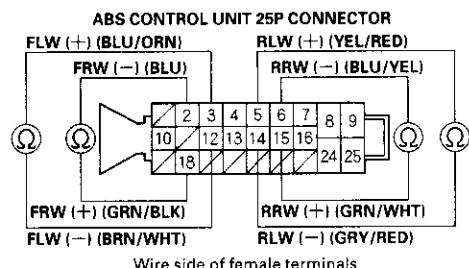 ABS CONTROL UNIT 25P CONNECTOR
FLW (+) (BLU/ORN) RLW (+) (YEL/RED)
FRW (−) (BLU) RRW (−) (BLU/YEL)
2 3 4 5 6 7 8 9
10 12 13 14 15 16
18 24 25
Ω Ω Ω Ω
FRW (+) (GRN/BLK) RRW (+) (GRN/WHT)
FLW (−) (BRN/WHT) RLW (−) (GRY/RED)
Wire side of female terminals